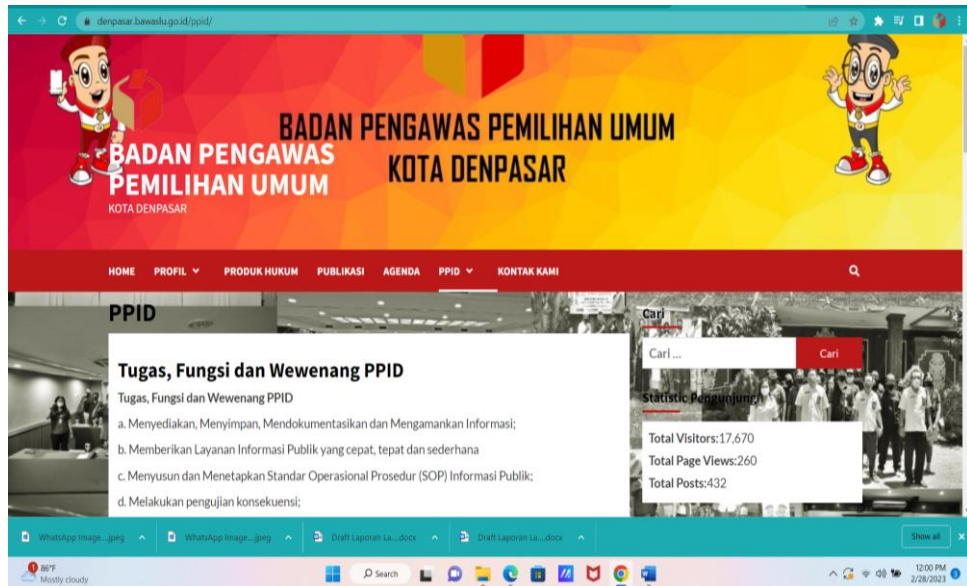 denpasar.bawaslu.go.id/ppid/
BADAN PENGAWAS PEMILIHAN UMUM
KOTA DENPASAR
BADAN PENGAWAS
PEMILIHAN UMUM
KOTA DENPASAR
HOME PROFIL PRODUK HUKUM PUBLIKASI AGENDA PPID KONTAK KAMI
PPID
Tugas, Fungsi dan Wewenang PPID
Tugas, Fungsi dan Wewenang PPID
a. Menyediakan, Menyimpan, Mendokumentasikan dan Mengamankan Informasi;
b. Memberikan Layanan Informasi Publik yang cepat, tepat dan sederhana
c. Menyusun dan Menetapkan Standar Operasional Prosedur (SOP) Informasi Publik;
d. Melakukan pengujian konsekuensi;
Cari
Cari ... Cari
Statistic Pengunjung
Total Visitors:17,670
Total Page Views:260
Total Posts:432
WhatsApp Image....jpeg WhatsApp Image....jpeg Draft Laporan La....docx Draft Laporan La....docx Show all
1 86°F
Mostly cloudy
Search
12:00 PM
2/28/2023